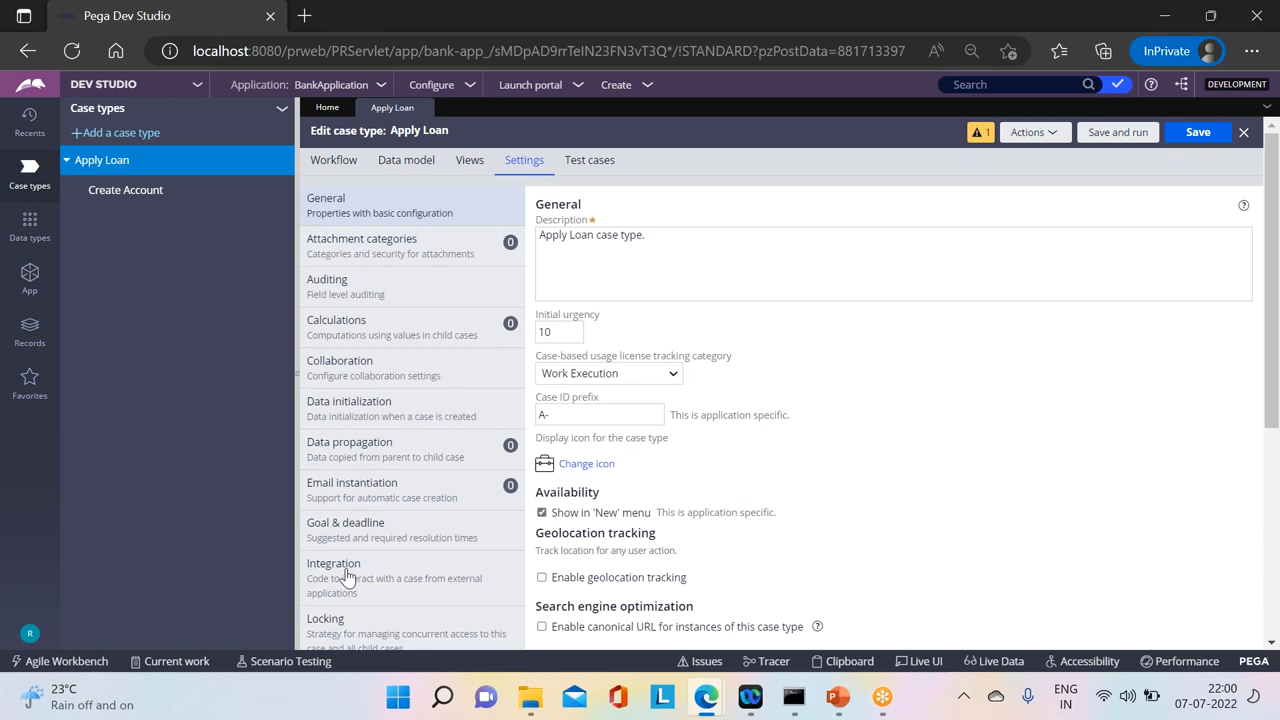 Pega Dev Studio
localhost:8080/prweb/PRServlet/app/bank-app_/sMDpAD9rrTeIN23FN3vT3Q*/!STANDARD?pzPostData=881713397
InPrivate
DEV STUDIO
Application: BankApplication
Configure
Launch portal
Create
Search
DEVELOPMENT
Recents
Case types
Data types
App
Records
Favorites
R
Case types
+Add a case type
Apply Loan
Create Account
Home
Apply Loan
Edit case type: Apply Loan
1
Actions
Save and run
Save
Workflow
Data model
Views
Settings
Test cases
General
Properties with basic configuration
Attachment categories
0
Categories and security for attachments
Auditing
Field level auditing
Calculations
0
Computations using values in child cases
Collaboration
Configure collaboration settings
Data initialization
Data initialization when a case is created
Data propagation
0
Data copied from parent to child case
Email instantiation
0
Support for automatic case creation
Goal & deadline
Suggested and required resolution times
Integration
Code to interact with a case from external
applications
Locking
Strategy for managing concurrent access to this
case and all child cases
General
Description
Apply Loan case type.
Initial urgency
10
Case-based usage license tracking category
Work Execution
Case ID prefix
A-
This is application specific.
Display icon for the case type
Change icon
Availability
Show in 'New' menu This is application specific.
Geolocation tracking
Track location for any user action.
Enable geolocation tracking
Search engine optimization
Enable canonical URL for instances of this case type
Agile Workbench
Current work
Scenario Testing
Issues
Tracer
Clipboard
Live UI
Live Data
Accessibility
Performance
PEGA
23°C
Rain off and on
ENG
IN
22:00
07-07-2022